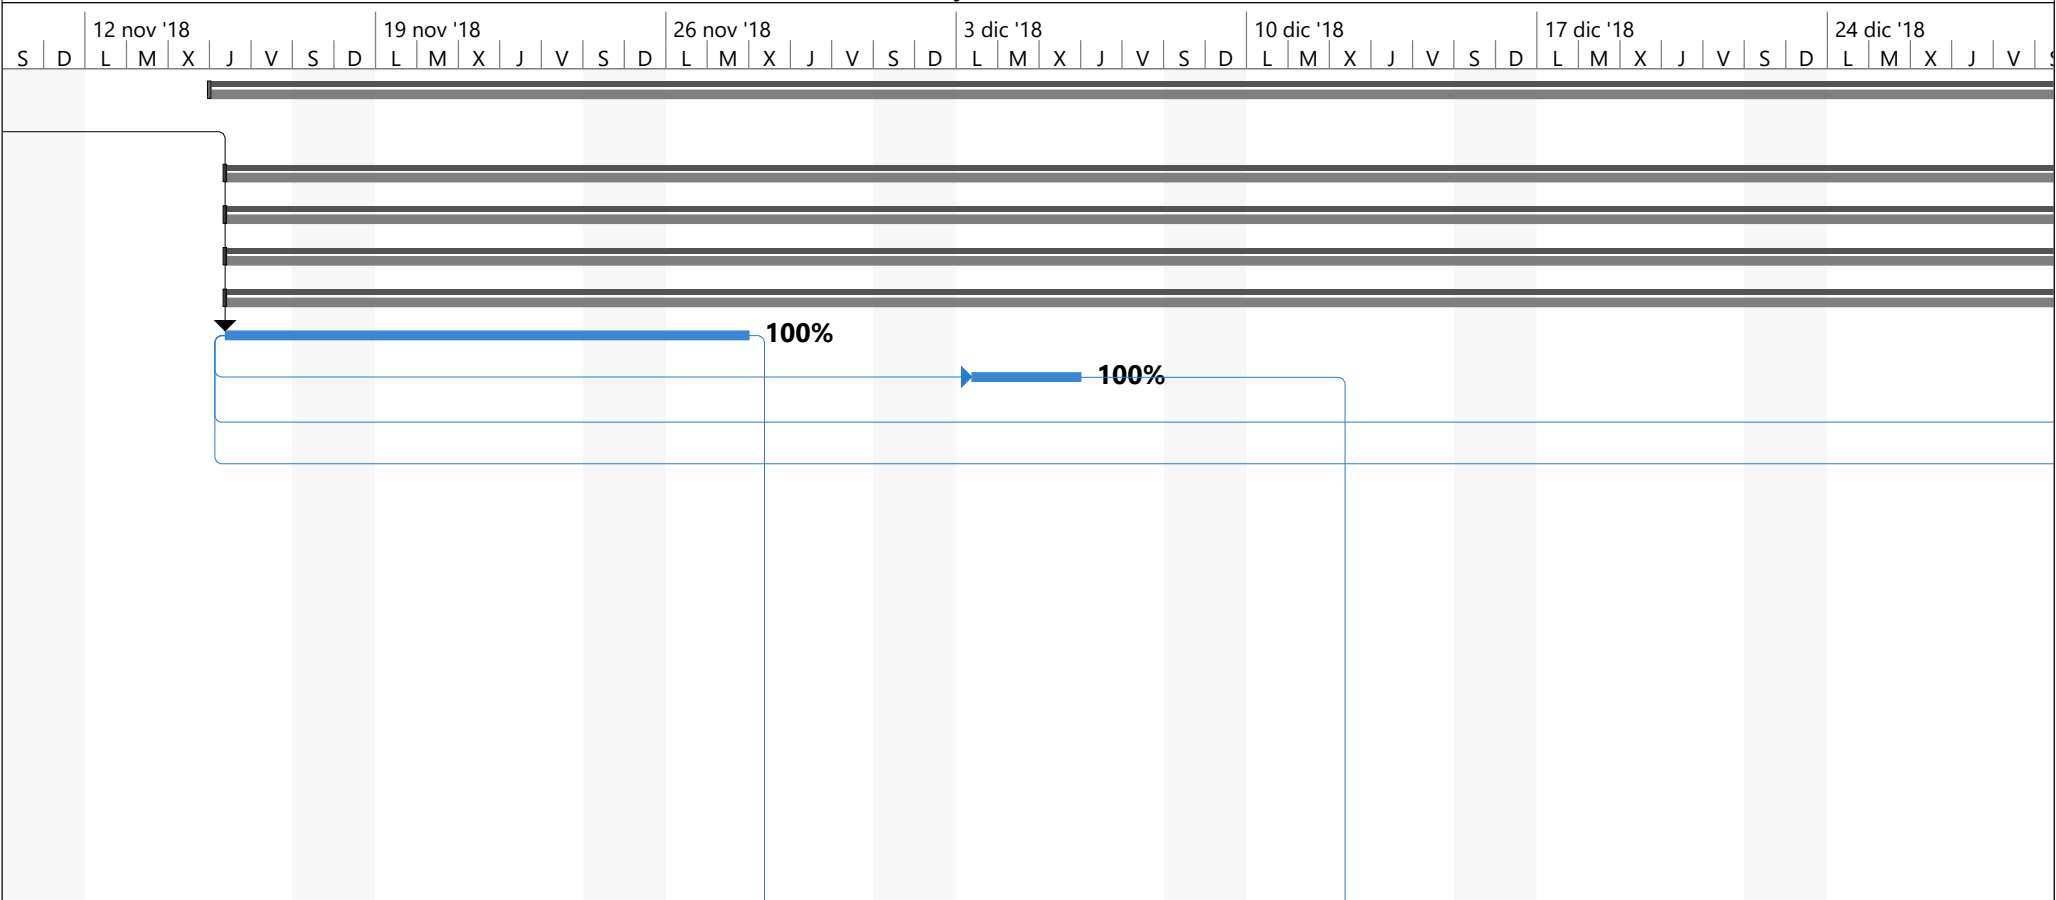 12 nov '18 19 nov '18 26 nov '18 3 dic '18 10 dic '18 17 dic '18 24 dic '18
S D L M X J V S D L M X J V S D L M X J V S D L M X J V S D L M X J V S D L M X J V S D L M X J V S
100%
100%